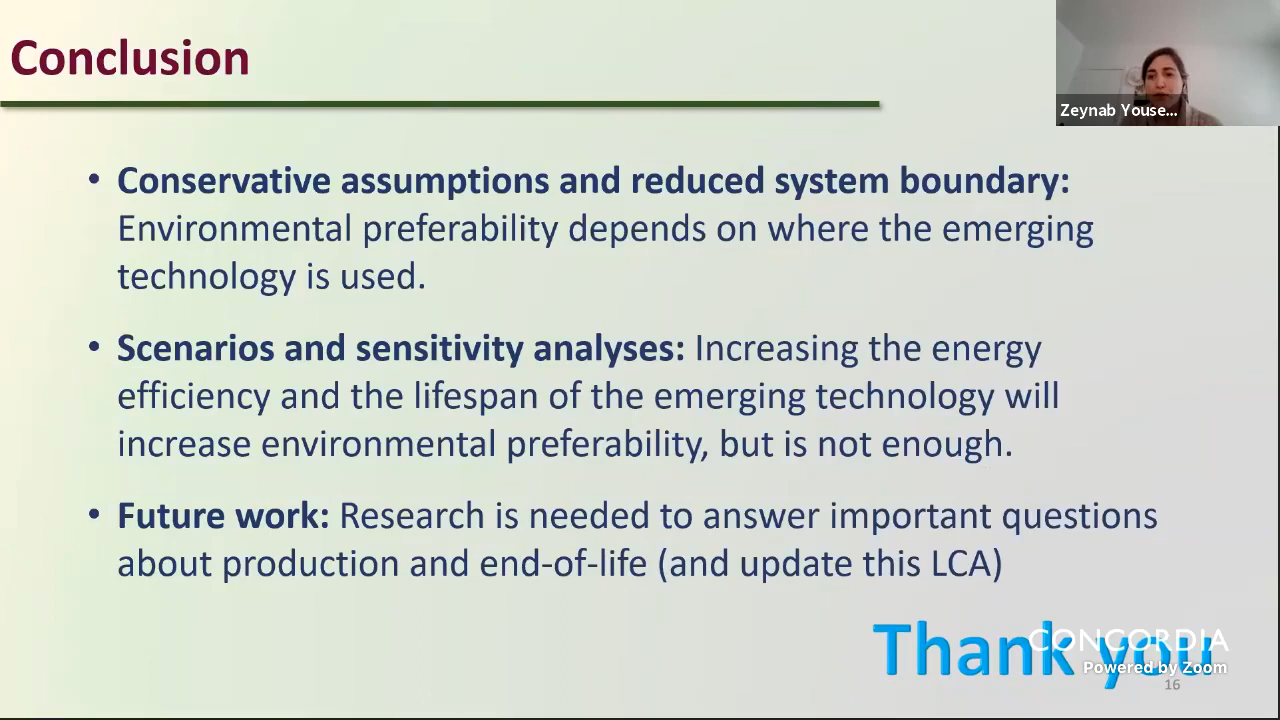 Conclusion
Zeynab Youse...
• Conservative assumptions and reduced system boundary:
Environmental preferability depends on where the emerging
technology is used.
• Scenarios and sensitivity analyses: Increasing the energy
efficiency and the lifespan of the emerging technology will
increase environmental preferability, but is not enough.
• Future work: Research is needed to answer important questions
about production and end-of-life (and update this LCA)
Thank you
CONCORDIA
Powered by Zoom
16